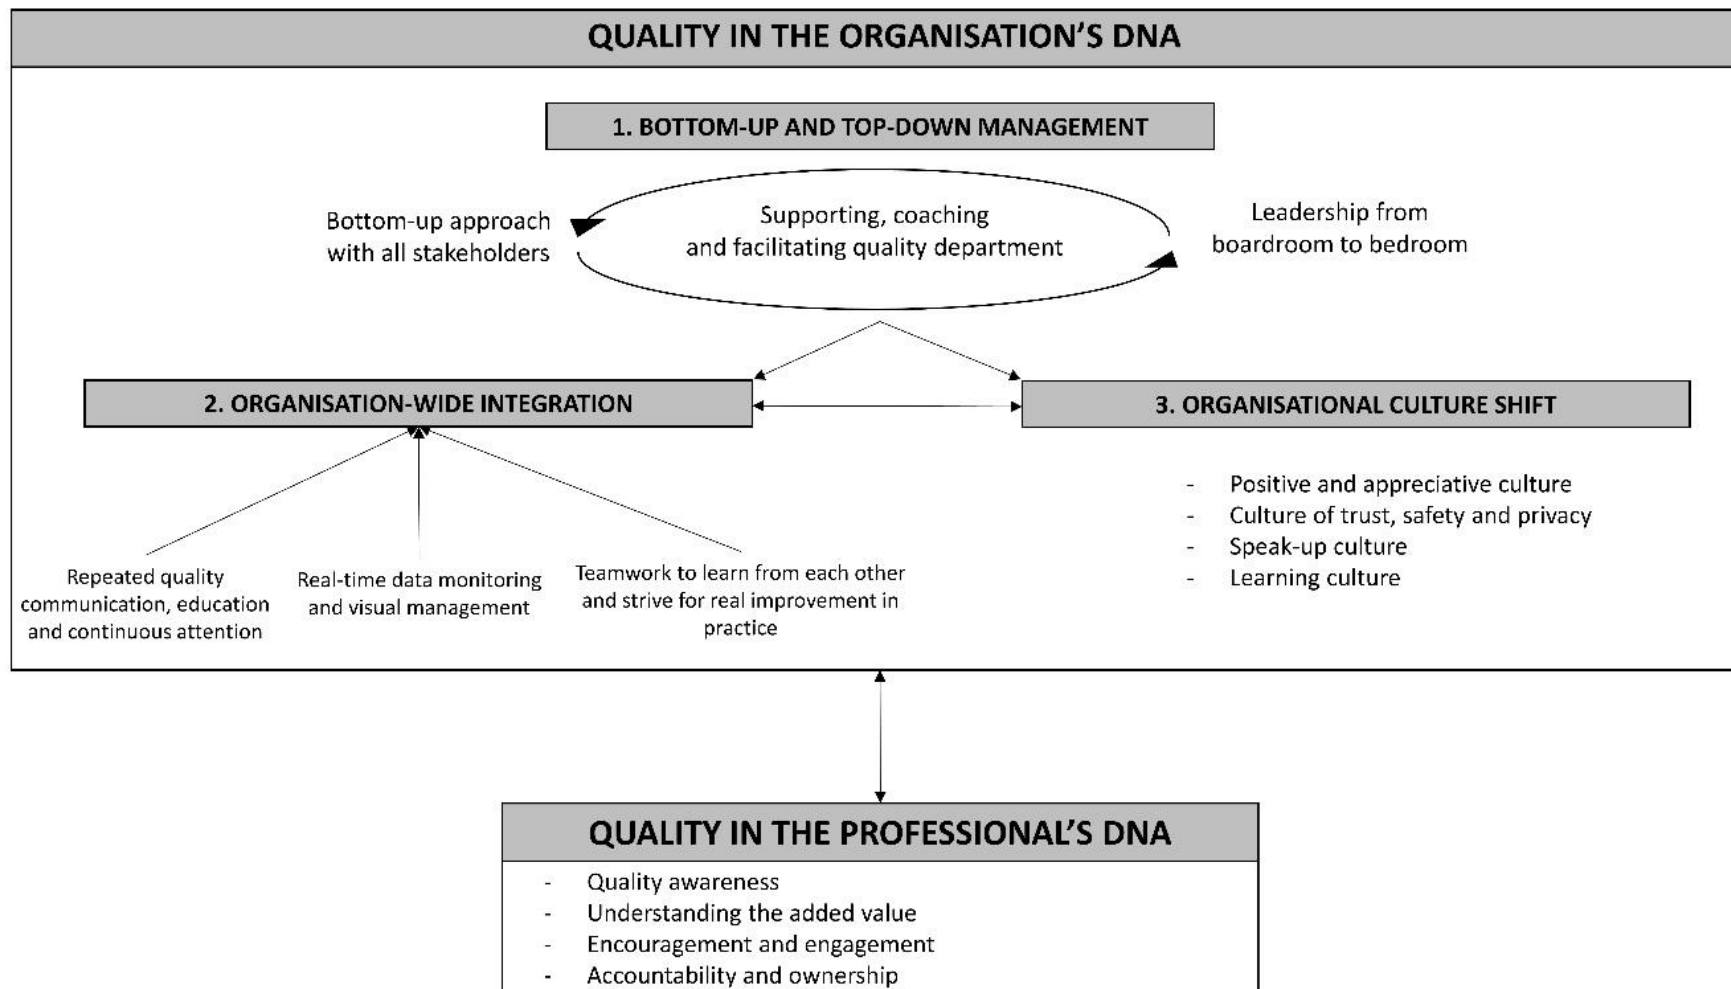 QUALITY IN THE ORGANISATION'S DNA
1. BOTTOM-UP AND TOP-DOWN MANAGEMENT
Bottom-up approach
with all stakeholders
Supporting, coaching
and facilitating quality department
Leadership from
boardroom to bedroom
2. ORGANISATION-WIDE INTEGRATION
3. ORGANISATIONAL CULTURE SHIFT
Repeated quality
communication, education
and continuous attention
Real-time data monitoring
and visual management
Teamwork to learn from each other
and strive for real improvement in
practice
- Positive and appreciative culture
- Culture of trust, safety and privacy
- Speak-up culture
- Learning culture
QUALITY IN THE PROFESSIONAL'S DNA
- Quality awareness
- Understanding the added value
- Encouragement and engagement
- Accountability and ownership